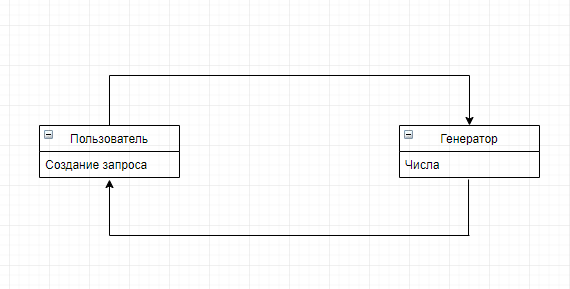 Пользователь
Создание запроса
Генератор
Числа